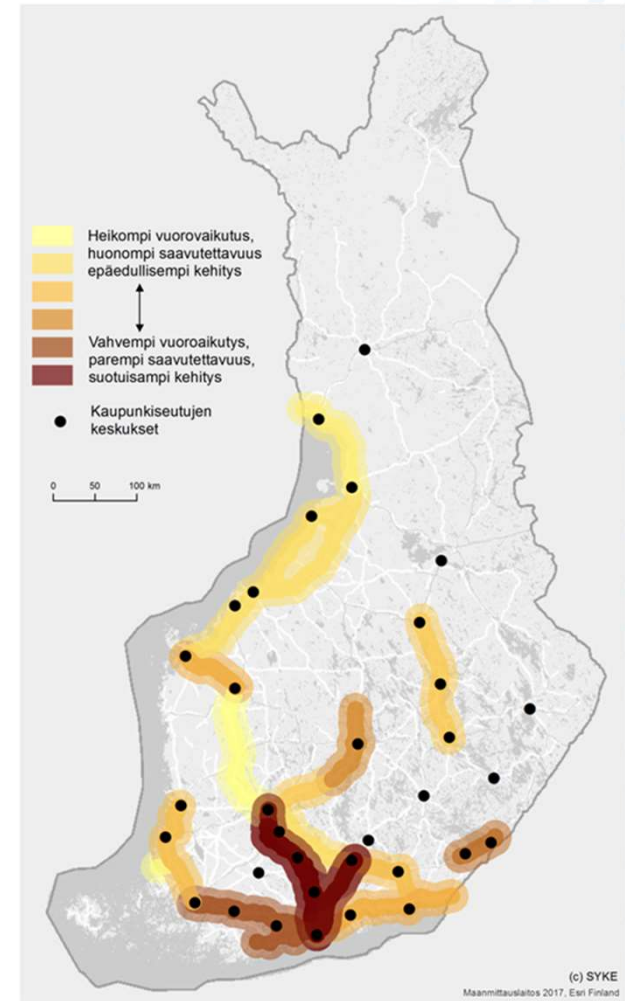 Heikompi vuorovaikutus,
huonompi saavutettavuus
epäedullisempi kehitys
Vahvempi vuoroaikutys,
parempi saavutettavuus,
suotuisampi kehitys
Kaupunkiseutujen
keskukset
0 50 100 km
(c) SYKE
Maanmittauslaitos 2017, Esri Finland